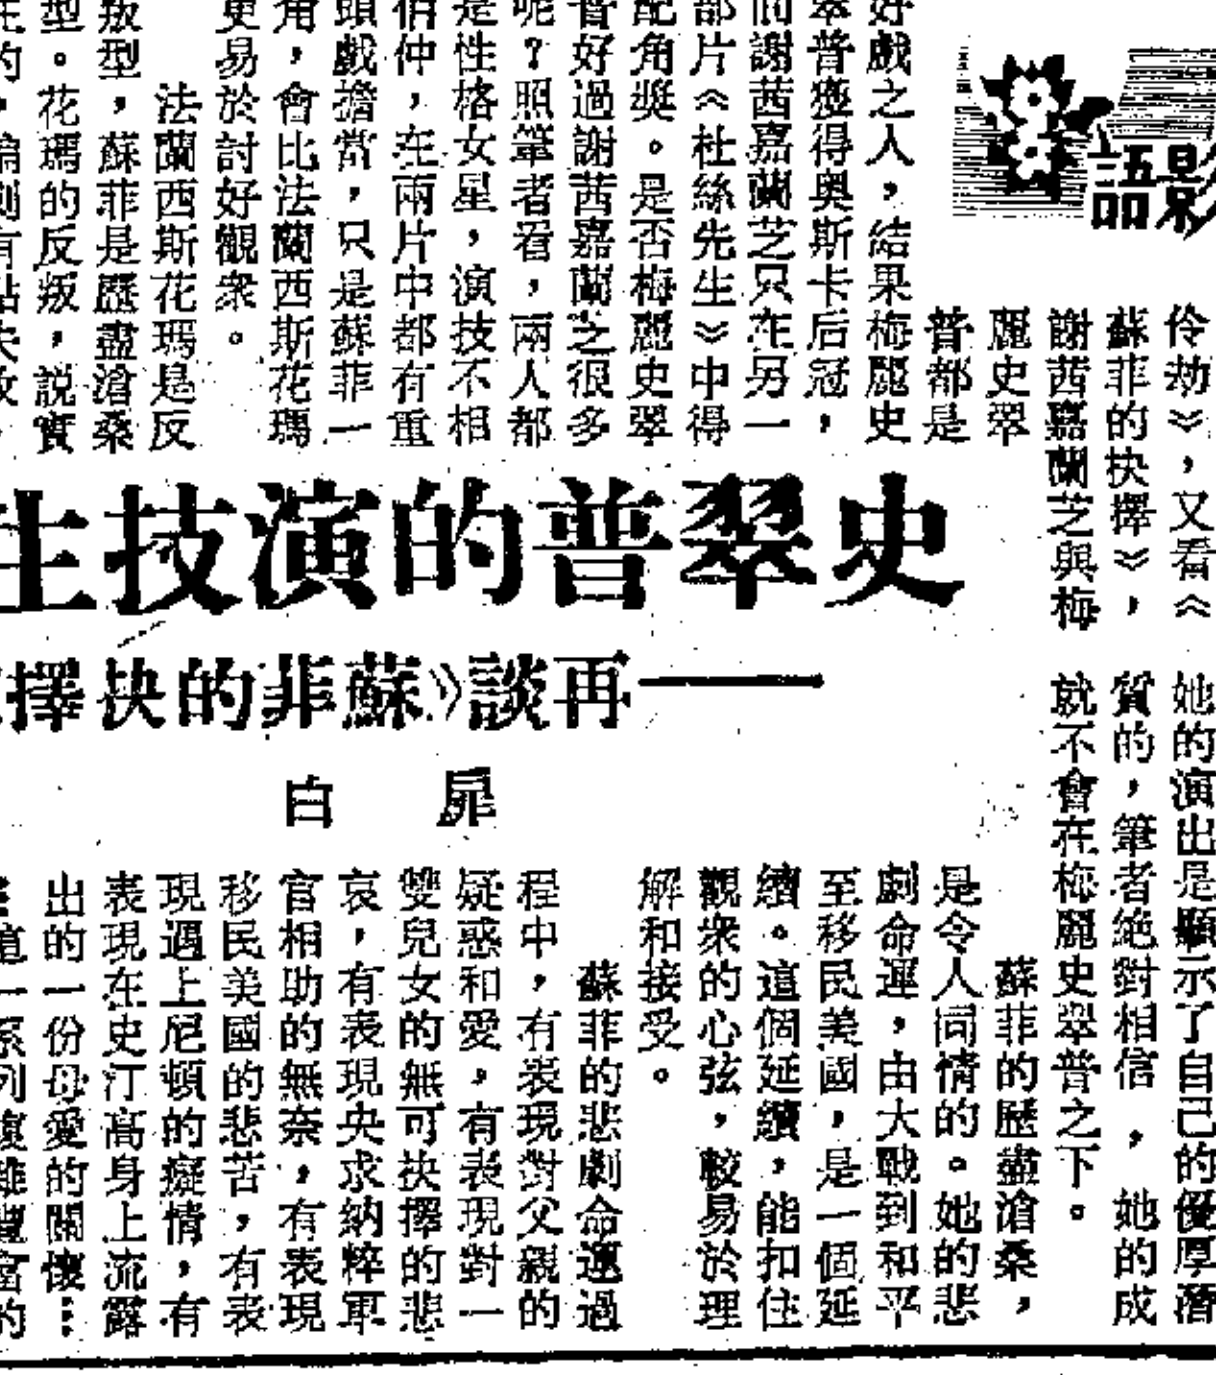 影語
伶劫》，又看《
蘇菲的抉擇》，
謝茜嘉蘭芝與梅
麗史翠
普都是
好戲之人，結果梅麗史
翠普獲得奧斯卡后冠，
而謝茜嘉蘭芝只在另一
部片《杜絲先生》中得
配角獎。是否梅麗史翠
普好過謝茜嘉蘭芝很多
呢？照筆者看，兩人都
是性格女星，演技不相
伯仲，在兩片中都有重
頭戲擔當，只是蘇菲一
角，會比法蘭西斯花瑪
更易於討好觀衆。
法蘭西斯花瑪是反
叛型，蘇菲是歷盡滄桑
型。花瑪的反叛，説實
史翠普的演技
——再談《蘇菲的抉擇
扉白
她的演出是顯示了自己的優厚潛
質的，筆者絕對相信，她的成
就不會在梅麗史翠普之下。
蘇菲的歷盡滄桑，
是令人同情的。她的悲
劇命運，由大戰到和平
至移民美國，是一個延
續。這個延續，能扣住
觀衆的心弦，較易於理
解和接受。
蘇菲的悲劇命運過
程中，有表現對父親的
疑惑和愛，有表現對一
雙兒女的無可抉擇的悲
哀，有表現央求納粹軍
官相助的無奈，有表現
移民美國的悲苦，有表
現遇上尼頓的癡情，有
表現在史汀高身上流露
出的一份母愛的關懷…